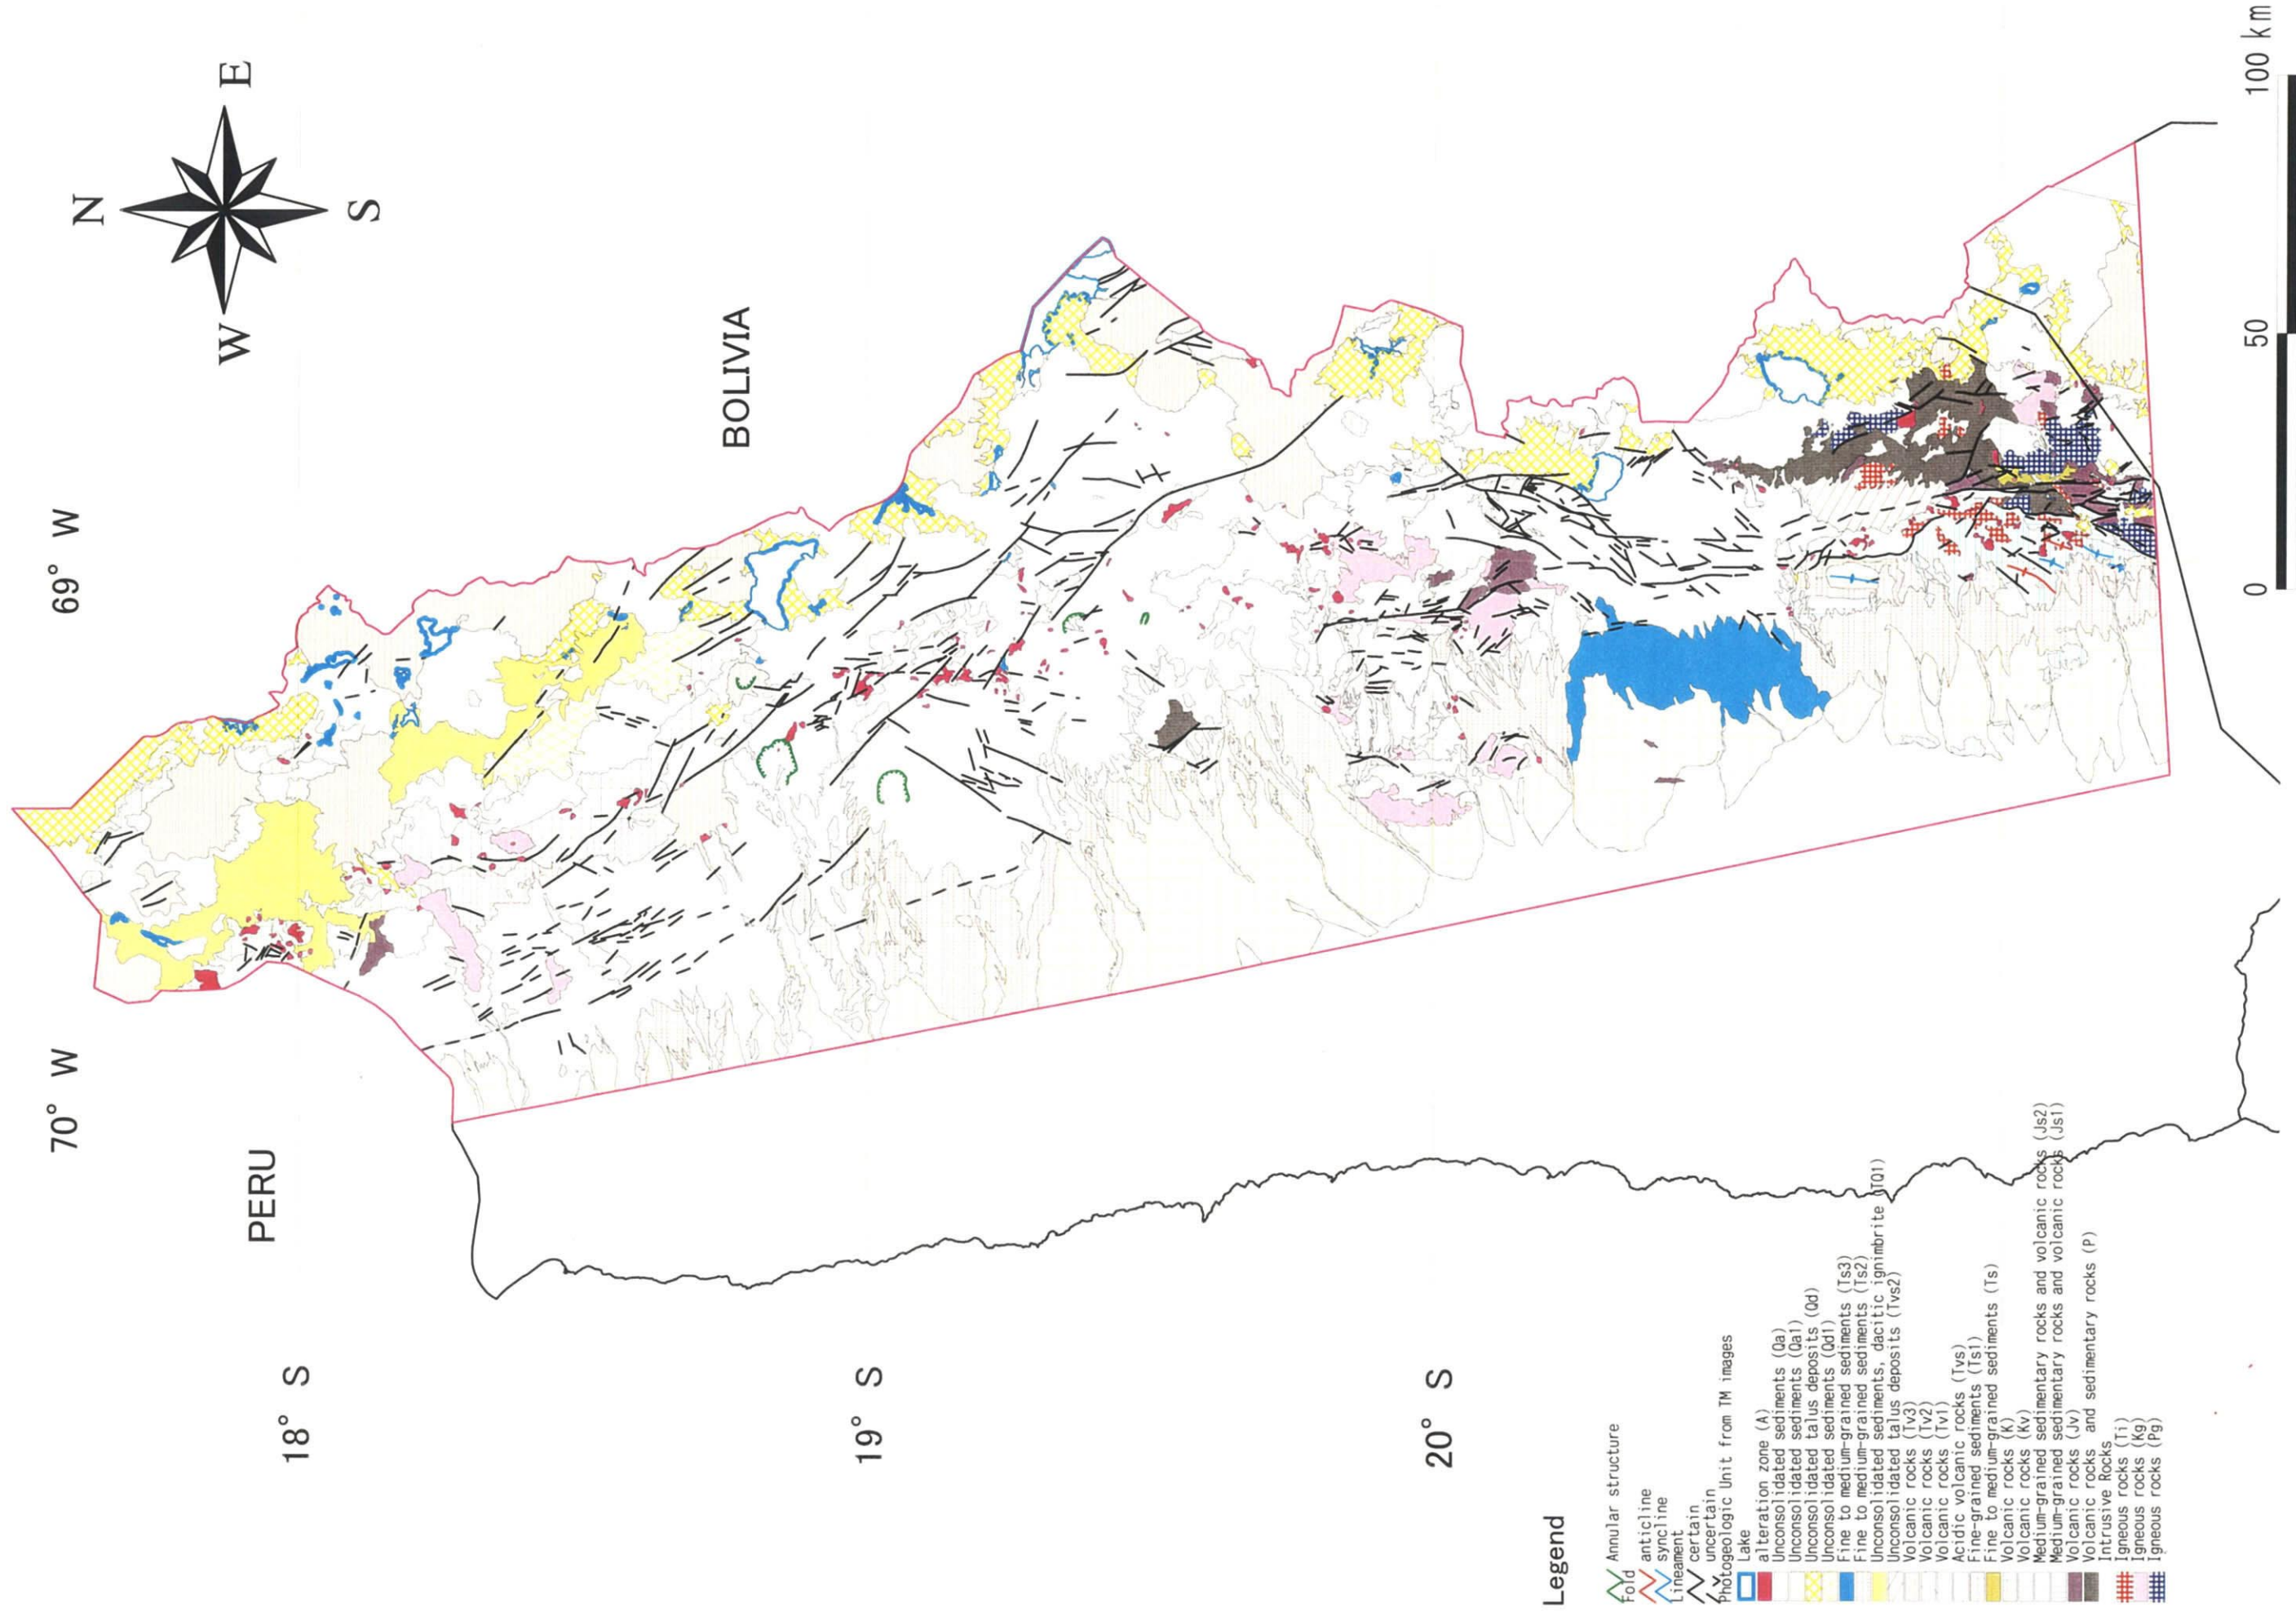 N
E
W
S
70° W
69° W
PERU
BOLIVIA
18° S
19° S
20° S
Legend
Annular structure
Fold
anticline
syncline
Lineament
certain
uncertain
Photogeologic Unit from TM images
Lake
alteration zone (A)
Unconsolidated sediments (Qa)
Unconsolidated sediments (Qa1)
Unconsolidated talus deposits (Qd)
Unconsolidated sediments (Qd1)
Fine to medium-grained sediments (Ts3)
Fine to medium-grained sediments (Ts2)
Unconsolidated sediments, dacitic ignimbrite (TQ1)
Unconsolidated talus deposits (Tvs2)
Volcanic rocks (Tv3)
Volcanic rocks (Tv2)
Volcanic rocks (Tv1)
Acidic volcanic rocks (Tvs)
Fine-grained sediments (Ts1)
Fine to medium-grained sediments (Ts)
Volcanic rocks (K)
Volcanic rocks (Kv)
Medium-grained sedimentary rocks and volcanic rocks (Js2)
Medium-grained sedimentary rocks and volcanic rocks (Js1)
Volcanic rocks (Jv)
Volcanic rocks and sedimentary rocks (P)
Intrusive Rocks
Igneous rocks (Ti)
Igneous rocks (Kg)
Igneous rocks (Pg)
0 50 100 km